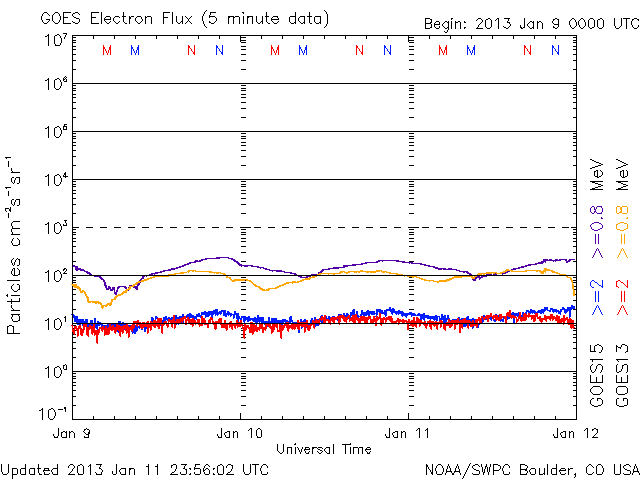 GOES Electron Flux (5 minute data)
Begin: 2013 Jan 9 0000 UTC
10⁷
M M N N M M N N M M N N
10⁶
10⁵
10⁴
10³
10²
10¹
10⁰
10⁻¹
Particles cm⁻²s⁻¹sr⁻¹
Jan 9 Jan 10 Jan 11 Jan 12
Universal Time
GOES15 >=2 >=0.8 MeV
GOES13 >=2 >=0.8 MeV
Updated 2013 Jan 11 23:56:02 UTC
NOAA/SWPC Boulder, CO USA